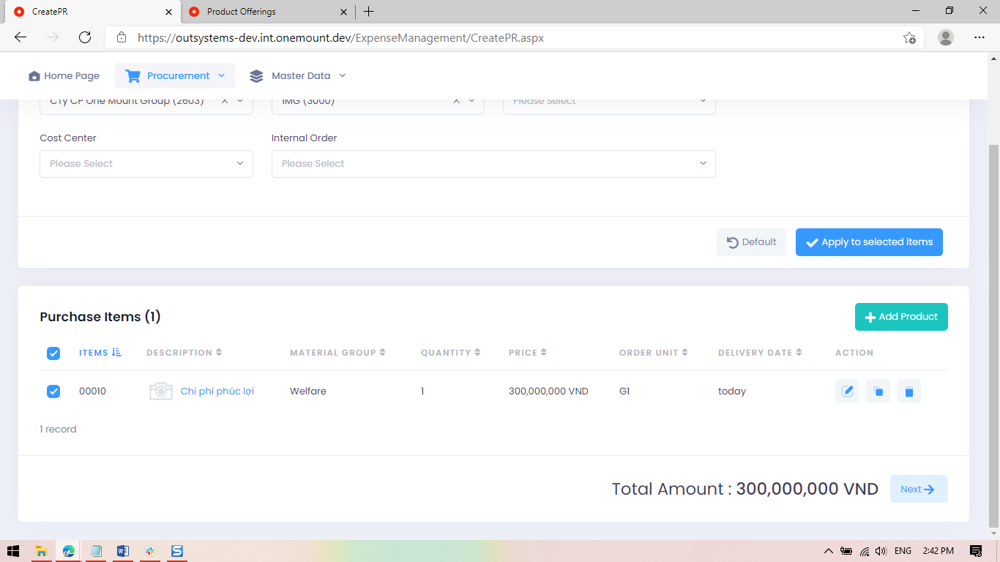 CreatePR
Product Offerings
https://outsystems-dev.int.onemount.dev/ExpenseManagement/CreatePR.aspx
Home Page
Procurement
Master Data
CTy CP One Mount Group (2603)
IMG (3000)
Please Select
Cost Center
Internal Order
Please Select
Please Select
Default
Apply to selected items
Purchase Items (1)
Add Product
ITEMS DESCRIPTION MATERIAL GROUP QUANTITY PRICE ORDER UNIT DELIVERY DATE ACTION
00010 Chi phí phúc lợi Welfare 1 300,000,000 VND G1 today
1 record
Total Amount : 300,000,000 VND
Next
ENG
2:42 PM